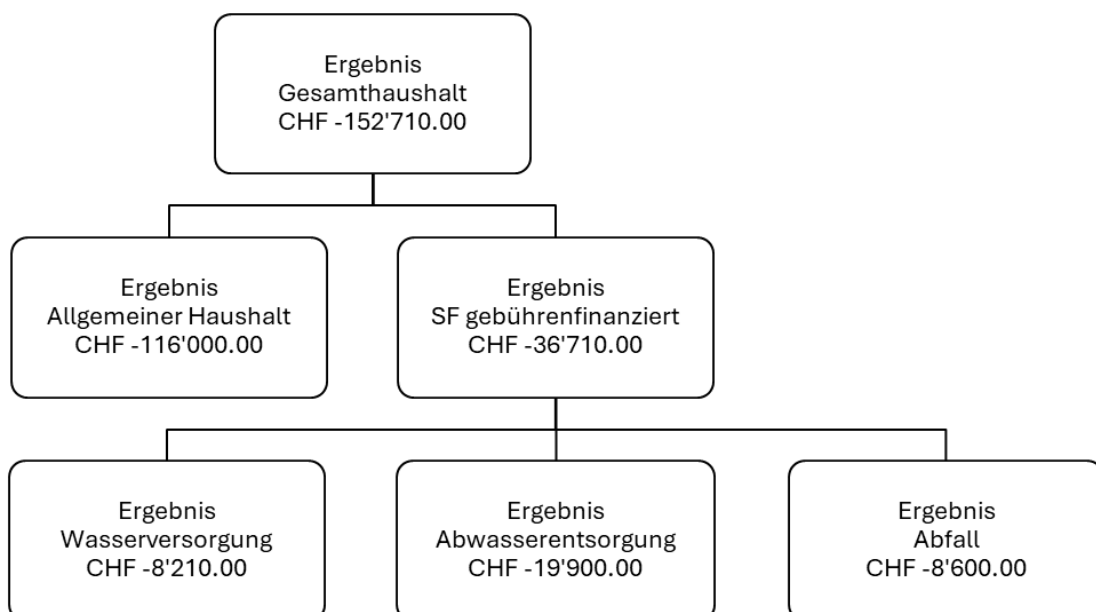 Ergebnis
Gesamthaushalt
CHF -152'710.00
Ergebnis
Allgemeiner Haushalt
CHF -116'000.00
Ergebnis
SF gebührenfinanziert
CHF -36'710.00
Ergebnis
Wasserversorgung
CHF -8'210.00
Ergebnis
Abwasserentsorgung
CHF -19'900.00
Ergebnis
Abfall
CHF -8'600.00